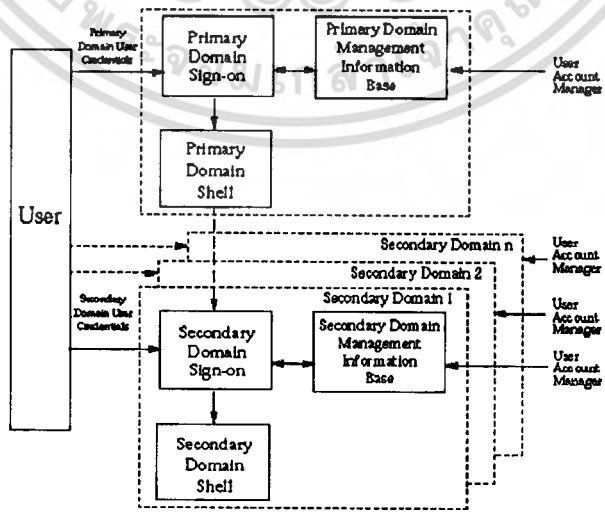 Primary
Domain User
Credentials
Primary
Domain
Sign-on
Primary Domain
Management
Information
Base
User
Account
Manager
Primary
Domain
Shell
User
Secondary Domain n
User
Account
Manager
Secondary Domain 2
Secondary Domain 1
Secondary
Domain User
Credentials
User
Account
Manager
Secondary
Domain
Sign-on
Secondary Domain
Management
Information
Base
User
Account
Manager
Secondary
Domain
Shell